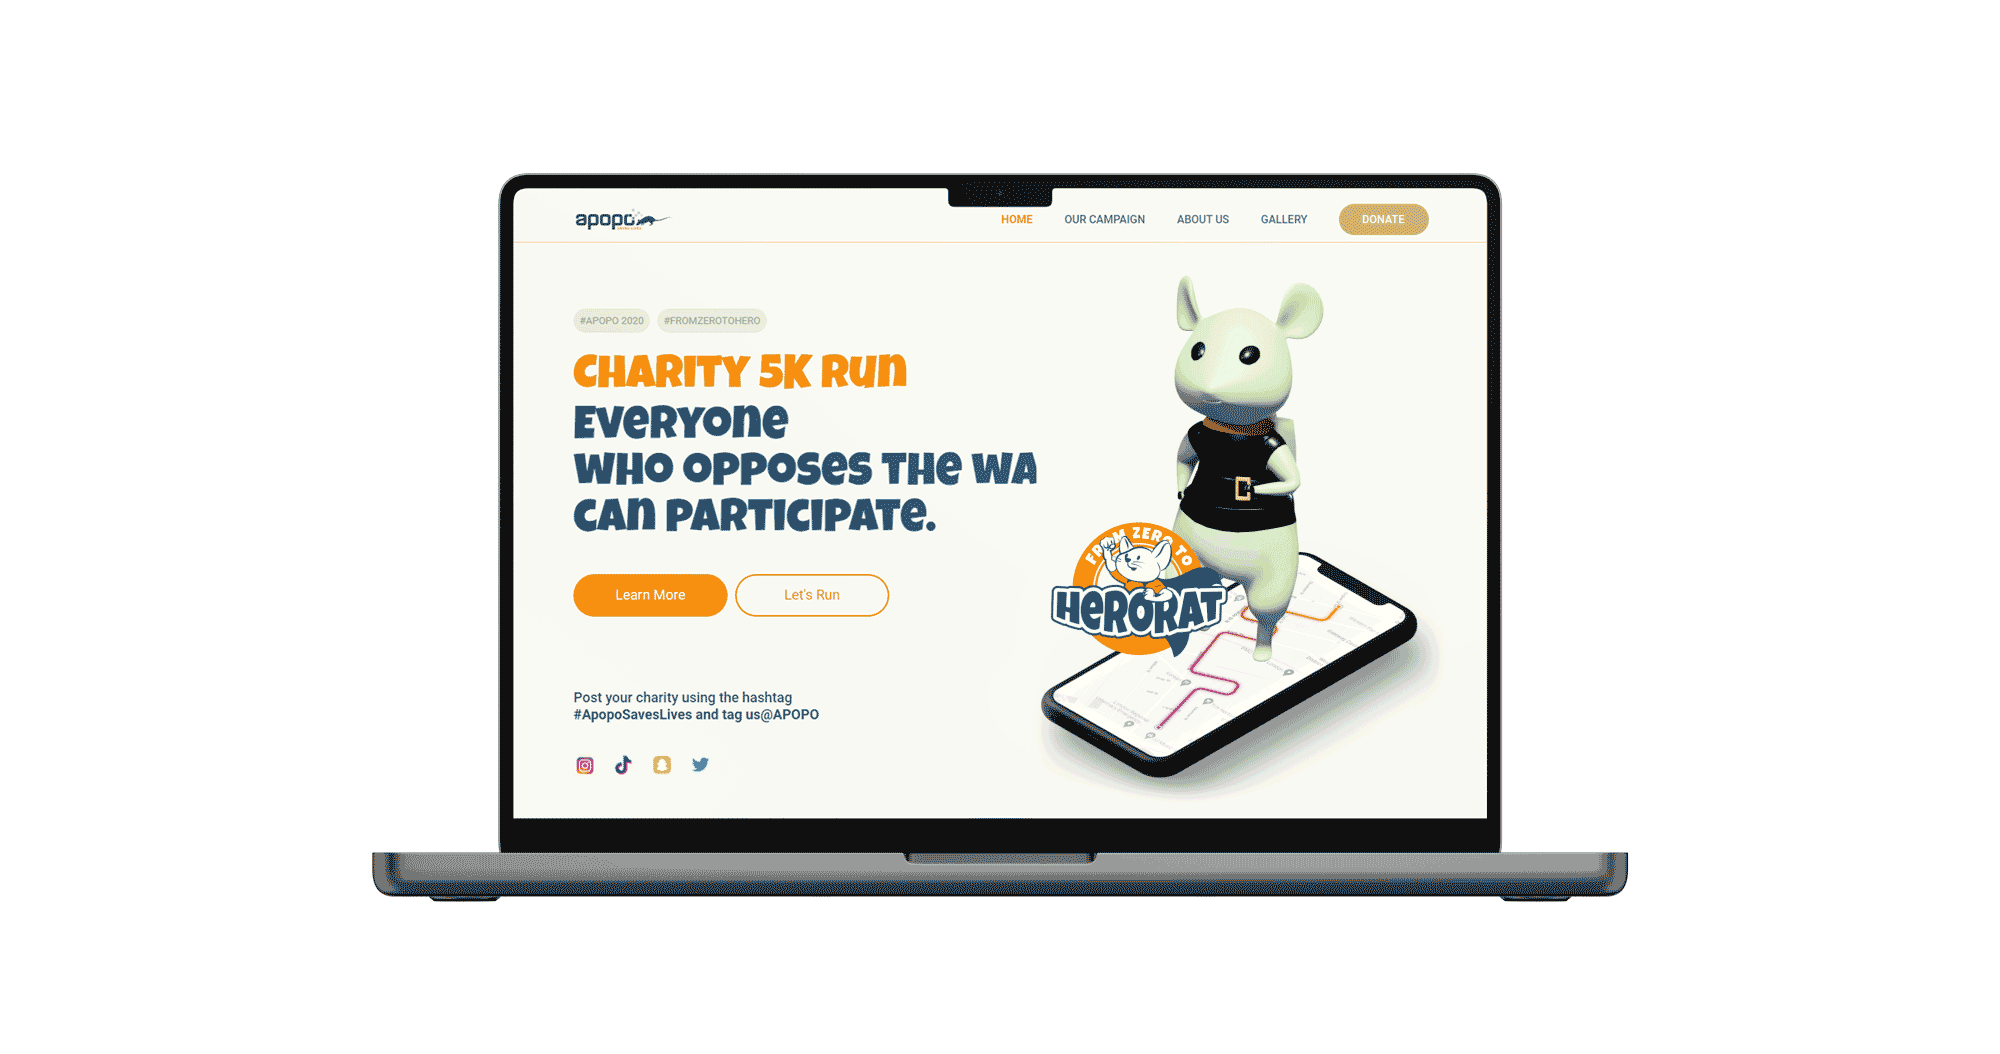 apopo
HOME OUR CAMPAIGN ABOUT US GALLERY DONATE
#APOPO 2020 #FROMZEROTOHERO
CHARITY 5K RUN
EVERYONE
WHO OPPOSES THE WA
CAN PARTICIPATE.
FROM ZERO TO
HERORAT
Learn More Let's Run
Post your charity using the hashtag
#ApopoSavesLives and tag us@APOPO